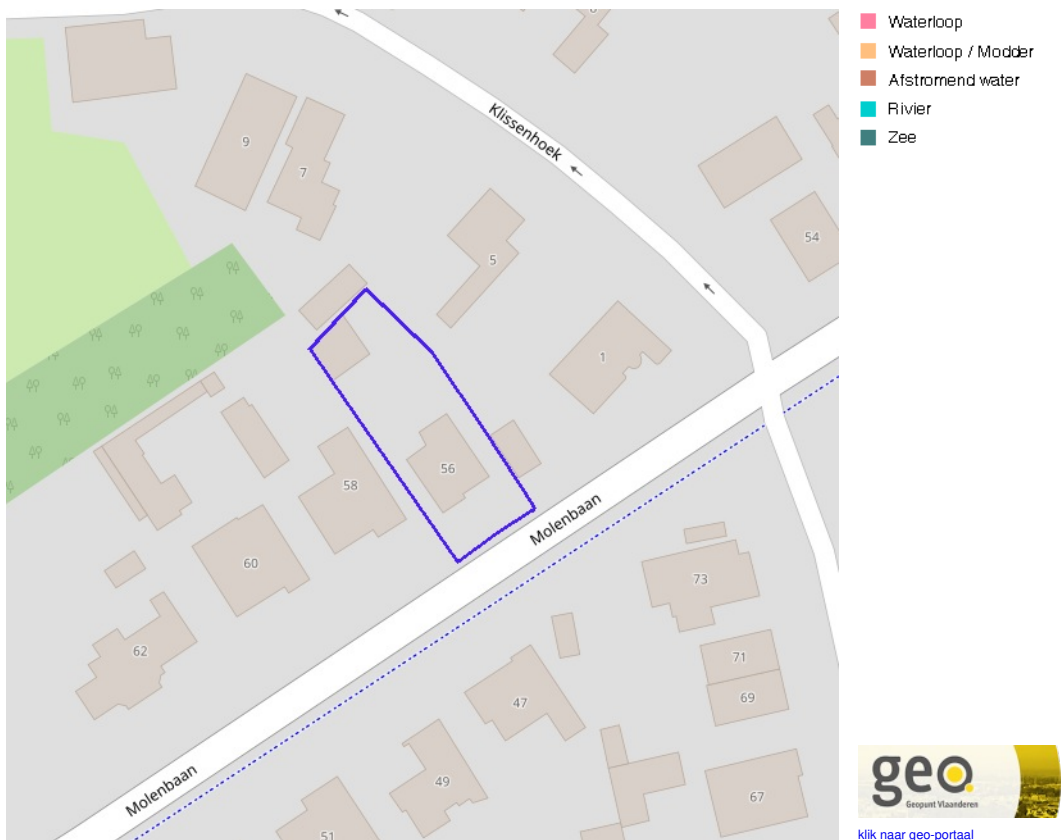 Waterloop
Waterloop / Modder
Afstromend water
Rivier
Zee
Klissenhoek
9
7
5
54
1
56
58
60
62
Molenbaan
73
71
69
47
49
67
51
Molenbaan
geo.
Geopunt Vlaanderen
klik naar geo-portaal